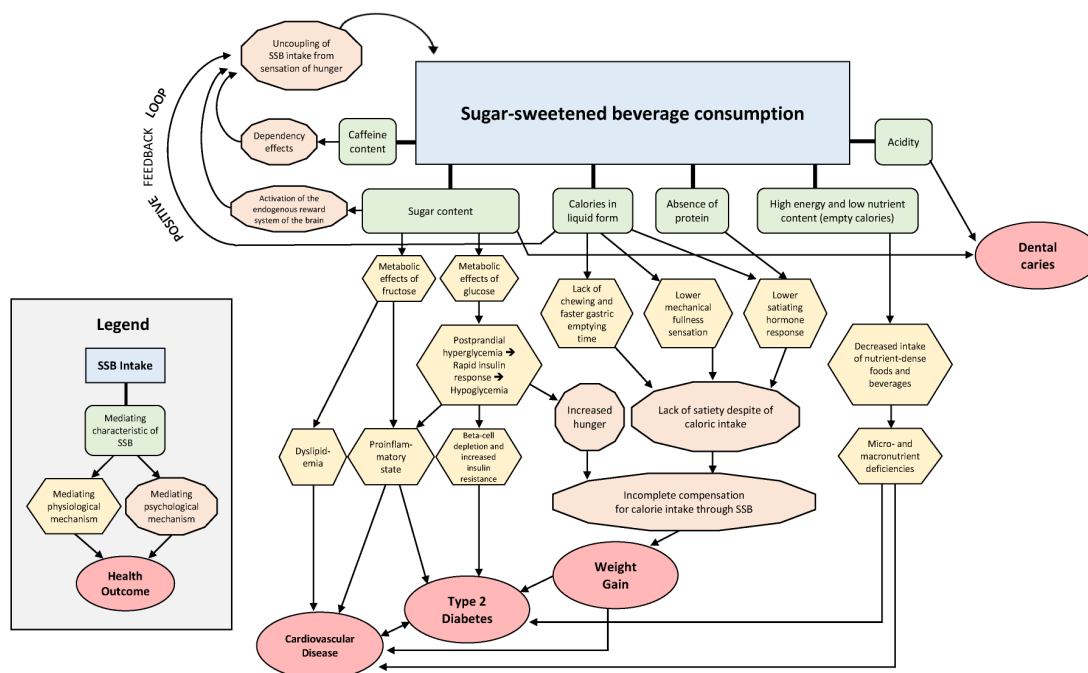 Uncoupling of
SSB intake from
sensation of hunger
Sugar-sweetened beverage consumption
POSITIVE FEEDBACK LOOP
Dependency
effects
Caffeine
content
Acidity
Activation of the
endogenous reward
system of the brain
Sugar content
Calories in
liquid form
Absence of
protein
High energy and low nutrient
content (empty calories)
Dental
caries
Metabolic
effects of
fructose
Metabolic
effects of
glucose
Lack of
chewing and
faster gastric
emptying
time
Lower
mechanical
fullness
sensation
Lower
satiating
hormone
response
Decreased intake
of nutrient-dense
foods and
beverages
Postprandial
hyperglycemia ➔
Rapid insulin
response ➔
Hypoglycemia
Increased
hunger
Lack of satiety despite of
caloric intake
Dyslipid-
emia
Proinflam-
matory
state
Beta-cell
depletion and
increased
insulin
resistance
Micro- and
macronutrient
deficiencies
Incomplete compensation
for calorie intake through SSB
Weight
Gain
Type 2
Diabetes
Cardiovascular
Disease
Legend
SSB Intake
Mediating
characteristic of
SSB
Mediating
physiological
mechanism
Mediating
psychological
mechanism
Health
Outcome